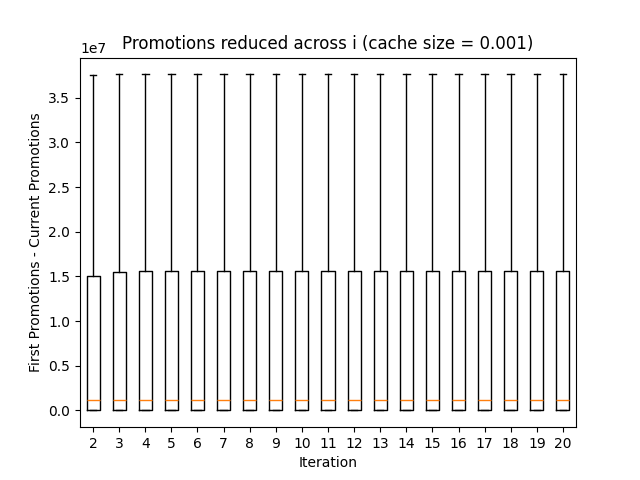 Promotions reduced across i (cache size = 0.001)
1e7
First Promotions - Current Promotions
3.5
3.0
2.5
2.0
1.5
1.0
0.5
0.0
2 3 4 5 6 7 8 9 10 11 12 13 14 15 16 17 18 19 20
Iteration